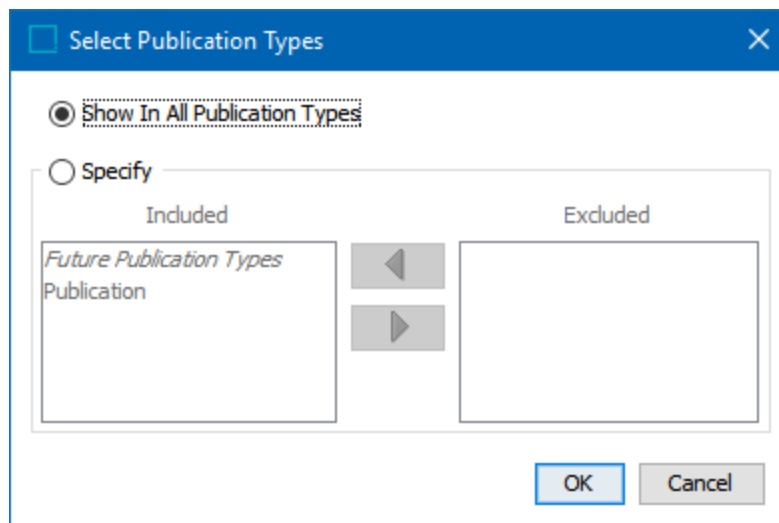 Select Publication Types
Show In All Publication Types
Specify
Included
Excluded
Future Publication Types
Publication
OK
Cancel